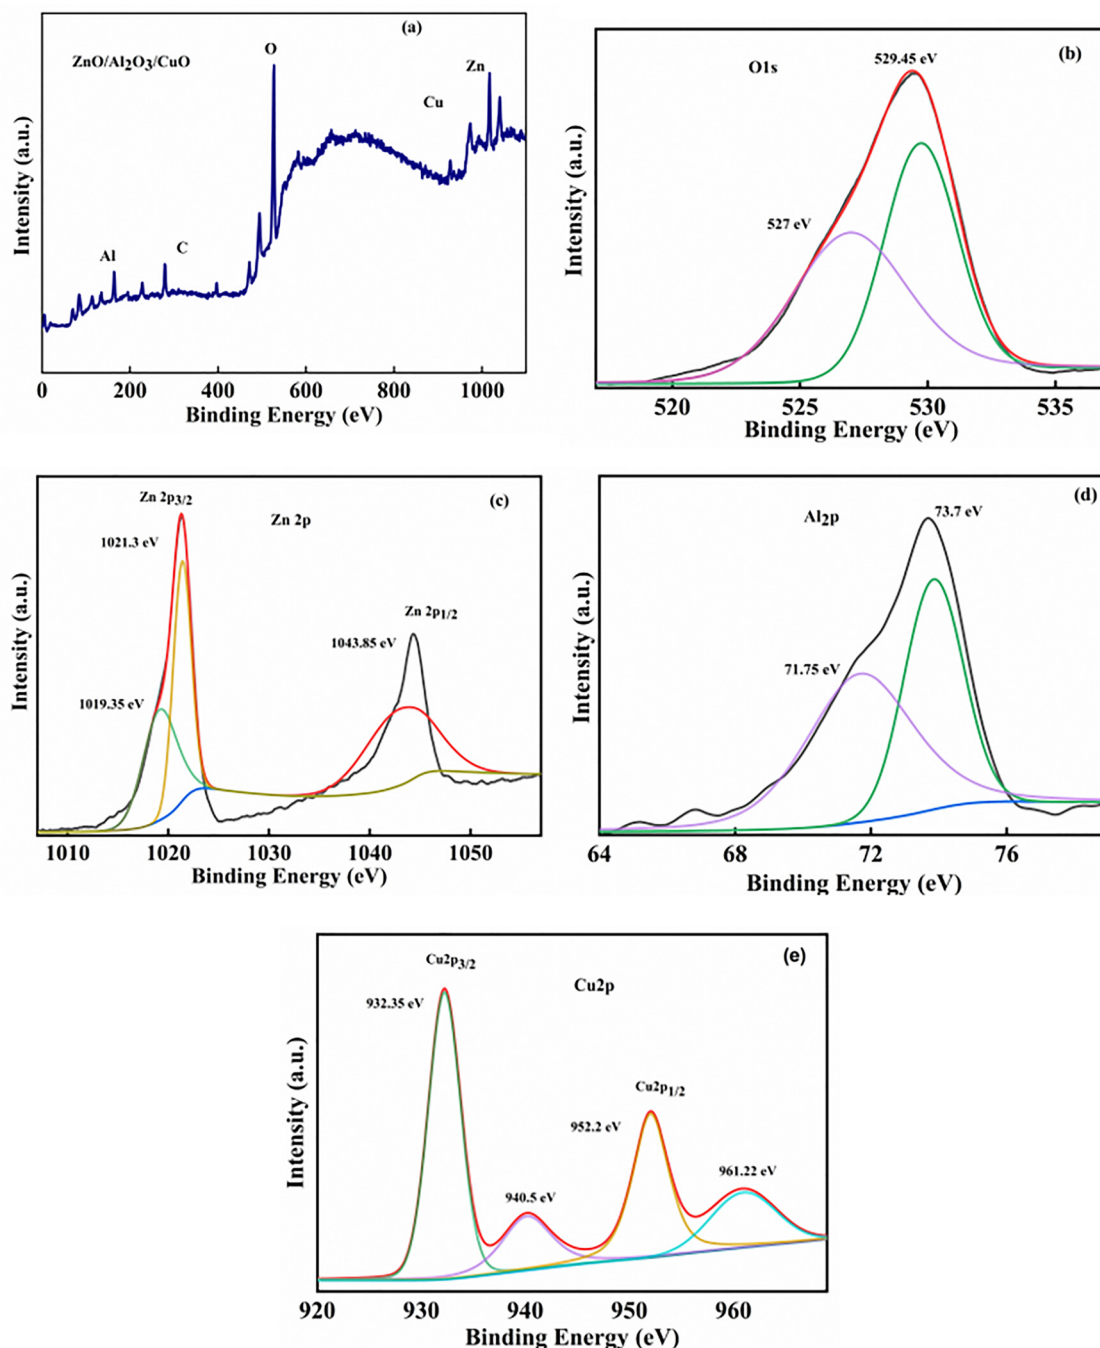 (a)
ZnO/Al2O3/CuO
O
Zn
Cu
Al
C
Intensity (a.u.)
0 200 400 600 800 1000
Binding Energy (eV)
(b)
O1s
529.45 eV
527 eV
Intensity (a.u.)
520 525 530 535
Binding Energy (eV)
(c)
Zn 2p3/2
Zn 2p
1021.3 eV
Zn 2p1/2
1043.85 eV
1019.35 eV
Intensity (a.u.)
1010 1020 1030 1040 1050
Binding Energy (eV)
(d)
Al2p
73.7 eV
71.75 eV
Intensity (a.u.)
64 68 72 76
Binding Energy (eV)
(e)
Cu2p3/2
Cu2p
932.35 eV
Cu2p1/2
952.2 eV
961.22 eV
940.5 eV
Intensity (a.u.)
920 930 940 950 960
Binding Energy (eV)